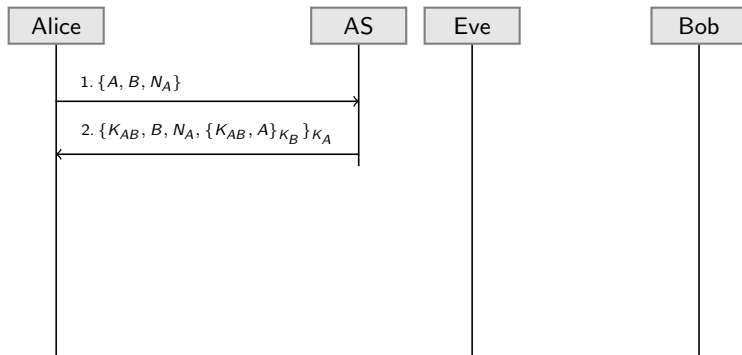 Alice
AS
Eve
Bob
1. {A, B, N_A}
2. {K_AB, B, N_A, {K_AB, A}_K_B}_K_A